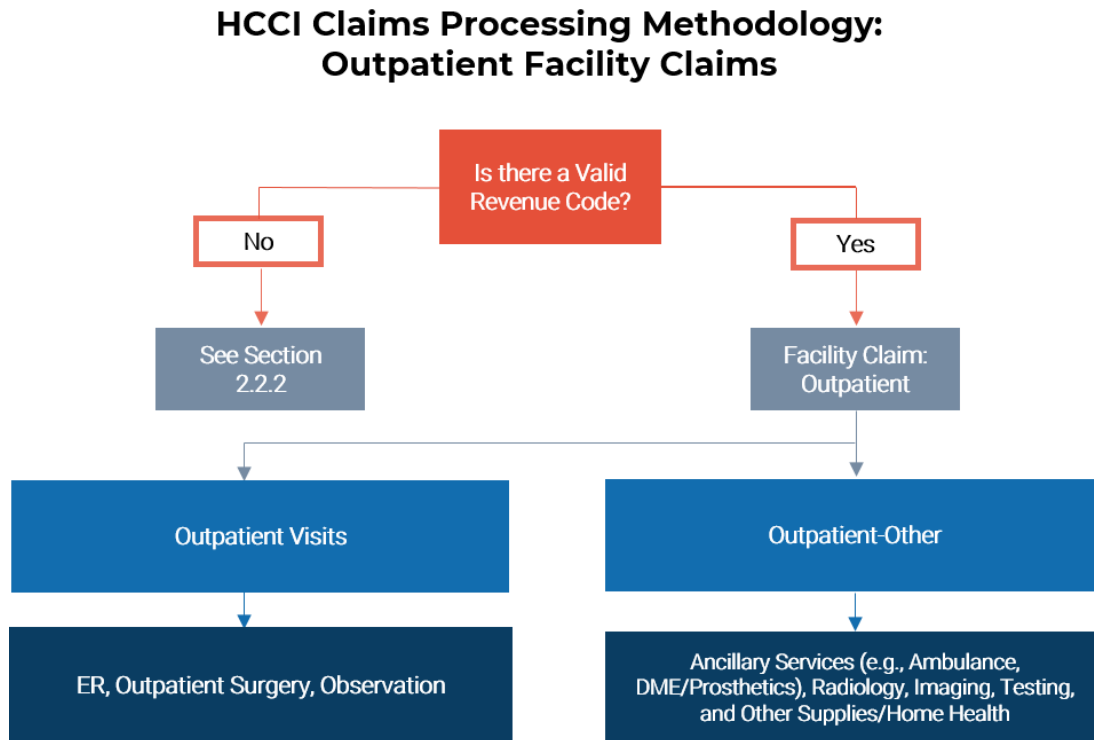 HCCI Claims Processing Methodology:
Outpatient Facility Claims
Is there a Valid
Revenue Code?
No
Yes
See Section
2.2.2
Facility Claim:
Outpatient
Outpatient Visits
Outpatient-Other
ER, Outpatient Surgery, Observation
Ancillary Services (e.g., Ambulance,
DME/Prosthetics), Radiology, Imaging, Testing,
and Other Supplies/Home Health